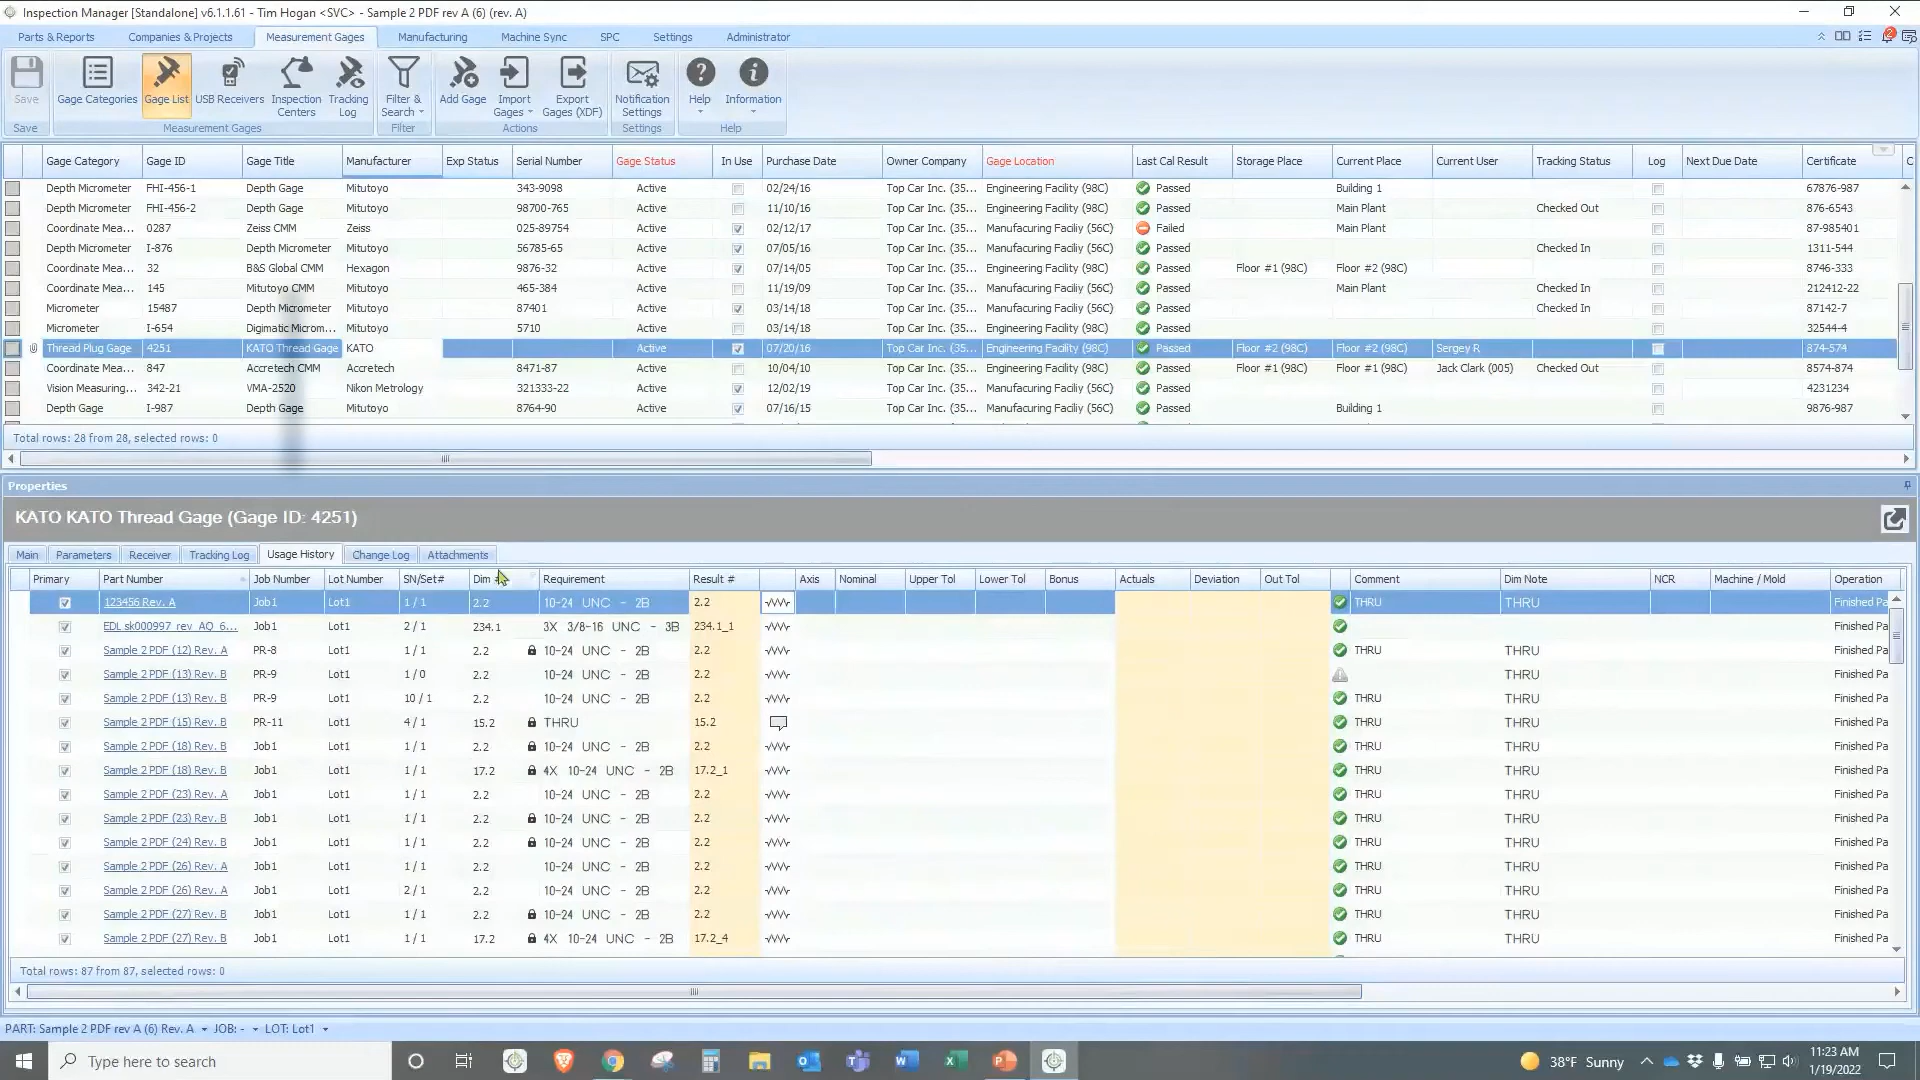 Inspection Manager [Standalone] v6.1.1.61 - Tim Hogan <SVC> - Sample 2 PDF rev A (6) (rev. A)
Parts & Reports Companies & Projects Measurement Gages Manufacturing Machine Sync SPC Settings Administrator
2
Save Gage Categories Gage List USB Receivers Inspection Centers Tracking Log Filter & Search Add Gage Import Gages Export Gages (XDF) Notification Settings Help Information
Save Measurement Gages Filter Actions Settings Help
Gage Category Gage ID Gage Title Manufacturer Exp Status Serial Number Gage Status In Use Purchase Date Owner Company Gage Location Last Cal Result Storage Place Current Place Current User Tracking Status Log Next Due Date Certificate C
Depth Micrometer FHI-456-1 Depth Gage Mitutoyo 343-9098 Active 02/24/16 Top Car Inc. (35... Engineering Facility (98C) Passed Building 1 67876-987
Depth Micrometer FHI-456-2 Depth Gage Mitutoyo 98700-765 Active 11/10/16 Top Car Inc. (35... Engineering Facility (98C) Passed Main Plant Checked Out 876-6543
Coordinate Mea... 0287 Zeiss CMM Zeiss 025-89754 Active 02/12/17 Top Car Inc. (35... Manufacuring Faciliy (56C) Failed Main Plant 87-985401
Depth Micrometer I-876 Depth Micrometer Mitutoyo 56785-65 Active 07/05/16 Top Car Inc. (35... Manufacuring Faciliy (56C) Passed Checked In 1311-544
Coordinate Mea... 32 B&S Global CMM Hexagon 9876-32 Active 07/14/05 Top Car Inc. (35... Engineering Facility (98C) Passed Floor #1 (98C) Floor #2 (98C) 8746-333
Coordinate Mea... 145 Mitutoyo CMM Mitutoyo 465-384 Active 11/19/09 Top Car Inc. (35... Manufacuring Faciliy (56C) Passed Main Plant Checked In 212412-22
Micrometer 15487 Depth Micrometer Mitutoyo 87401 Active 03/14/18 Top Car Inc. (35... Manufacuring Faciliy (56C) Passed Checked In 87142-7
Micrometer I-654 Digimatic Microm... Mitutoyo 5710 Active 03/14/18 Top Car Inc. (35... Engineering Facility (98C) Passed 32544-4
Thread Plug Gage 4251 KATO Thread Gage KATO Active 07/20/16 Top Car Inc. (35... Engineering Facility (98C) Passed Floor #2 (98C) Floor #2 (98C) Sergey R 874-574
Coordinate Mea... 847 Accretech CMM Accretech 8471-87 Active 10/04/10 Top Car Inc. (35... Engineering Facility (98C) Passed Floor #1 (98C) Floor #1 (98C) Jack Clark (005) Checked Out 8574-874
Vision Measuring... 342-21 VMA-2520 Nikon Metrology 321333-22 Active 12/02/19 Top Car Inc. (35... Manufacuring Faciliy (56C) Passed 4231234
Depth Gage I-987 Depth Gage Mitutoyo 8764-90 Active 07/16/15 Top Car Inc. (35... Manufacuring Faciliy (56C) Passed Building 1 9876-987
Total rows: 28 from 28, selected rows: 0
Properties
KATO KATO Thread Gage (Gage ID: 4251)
Main Parameters Receiver Tracking Log Usage History Change Log Attachments
Primary Part Number Job Number Lot Number SN/Set# Dim Requirement Result # Axis Nominal Upper Tol Lower Tol Bonus Actuals Deviation Out Tol Comment Dim Note NCR Machine / Mold Operation
123456 Rev. A Job1 Lot1 1 / 1 2.2 10-24 UNC - 2B 2.2 THRU THRU Finished Pa
EDL sk000997 rev AQ 6... Job1 Lot1 2 / 1 234.1 3X 3/8-16 UNC - 3B 234.1_1 Finished Pa
Sample 2 PDF (12) Rev. A PR-8 Lot1 1 / 1 2.2 10-24 UNC - 2B 2.2 THRU THRU Finished Pa
Sample 2 PDF (13) Rev. B PR-9 Lot1 1 / 0 2.2 10-24 UNC - 2B 2.2 THRU Finished Pa
Sample 2 PDF (13) Rev. B PR-9 Lot1 10 / 1 2.2 10-24 UNC - 2B 2.2 THRU THRU Finished Pa
Sample 2 PDF (15) Rev. B PR-11 Lot1 4 / 1 15.2 THRU 15.2 THRU THRU Finished Pa
Sample 2 PDF (18) Rev. B Job1 Lot1 1 / 1 2.2 10-24 UNC - 2B 2.2 THRU THRU Finished Pa
Sample 2 PDF (18) Rev. B Job1 Lot1 1 / 1 17.2 4X 10-24 UNC - 2B 17.2_1 THRU THRU Finished Pa
Sample 2 PDF (23) Rev. A Job1 Lot1 1 / 1 2.2 10-24 UNC - 2B 2.2 THRU THRU Finished Pa
Sample 2 PDF (23) Rev. B Job1 Lot1 1 / 1 2.2 10-24 UNC - 2B 2.2 THRU THRU Finished Pa
Sample 2 PDF (24) Rev. B Job1 Lot1 1 / 1 2.2 10-24 UNC - 2B 2.2 THRU THRU Finished Pa
Sample 2 PDF (26) Rev. A Job1 Lot1 1 / 1 2.2 10-24 UNC - 2B 2.2 THRU THRU Finished Pa
Sample 2 PDF (26) Rev. A Job1 Lot1 2 / 1 2.2 10-24 UNC - 2B 2.2 THRU THRU Finished Pa
Sample 2 PDF (27) Rev. B Job1 Lot1 1 / 1 2.2 10-24 UNC - 2B 2.2 THRU THRU Finished Pa
Sample 2 PDF (27) Rev. B Job1 Lot1 1 / 1 17.2 4X 10-24 UNC - 2B 17.2_4 THRU THRU Finished Pa
Total rows: 87 from 87, selected rows: 0
PART: Sample 2 PDF rev A (6) Rev. A JOB: - LOT: Lot1
Type here to search 38°F Sunny 11:23 AM
1/19/2022